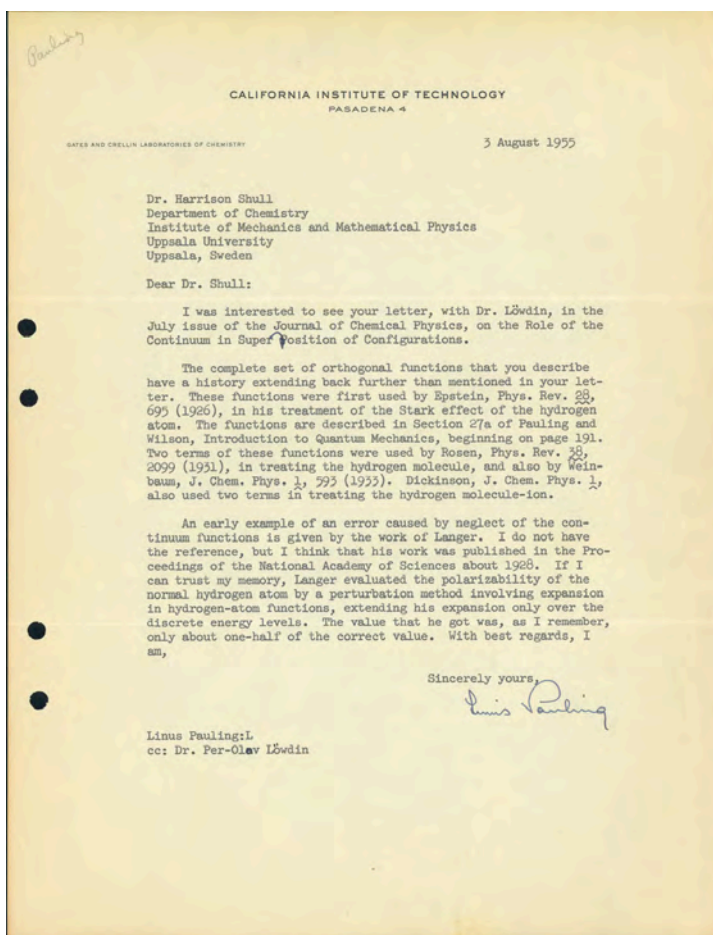 Pauling
CALIFORNIA INSTITUTE OF TECHNOLOGY
PASADENA 4
GATES AND CRELLIN LABORATORIES OF CHEMISTRY
3 August 1955
Dr. Harrison Shull
Department of Chemistry
Institute of Mechanics and Mathematical Physics
Uppsala University
Uppsala, Sweden
Dear Dr. Shull:
I was interested to see your letter, with Dr. Löwdin, in the
July issue of the Journal of Chemical Physics, on the Role of the
Continuum in Superposition of Configurations.
The complete set of orthogonal functions that you describe
have a history extending back further than mentioned in your let-
ter. These functions were first used by Epstein, Phys. Rev. 28,
695 (1926), in his treatment of the Stark effect of the hydrogen
atom. The functions are described in Section 27a of Pauling and
Wilson, Introduction to Quantum Mechanics, beginning on page 191.
Two terms of these functions were used by Rosen, Phys. Rev. 38,
2099 (1931), in treating the hydrogen molecule, and also by Wein-
baum, J. Chem. Phys. 1, 593 (1933). Dickinson, J. Chem. Phys. 1,
also used two terms in treating the hydrogen molecule-ion.
An early example of an error caused by neglect of the con-
tinuum functions is given by the work of Langer. I do not have
the reference, but I think that his work was published in the Pro-
ceedings of the National Academy of Sciences about 1928. If I
can trust my memory, Langer evaluated the polarizability of the
normal hydrogen atom by a perturbation method involving expansion
in hydrogen-atom functions, extending his expansion only over the
discrete energy levels. The value that he got was, as I remember,
only about one-half of the correct value. With best regards, I
am,
Sincerely yours,
Linus Pauling
Linus Pauling:L
cc: Dr. Per-Olav Löwdin